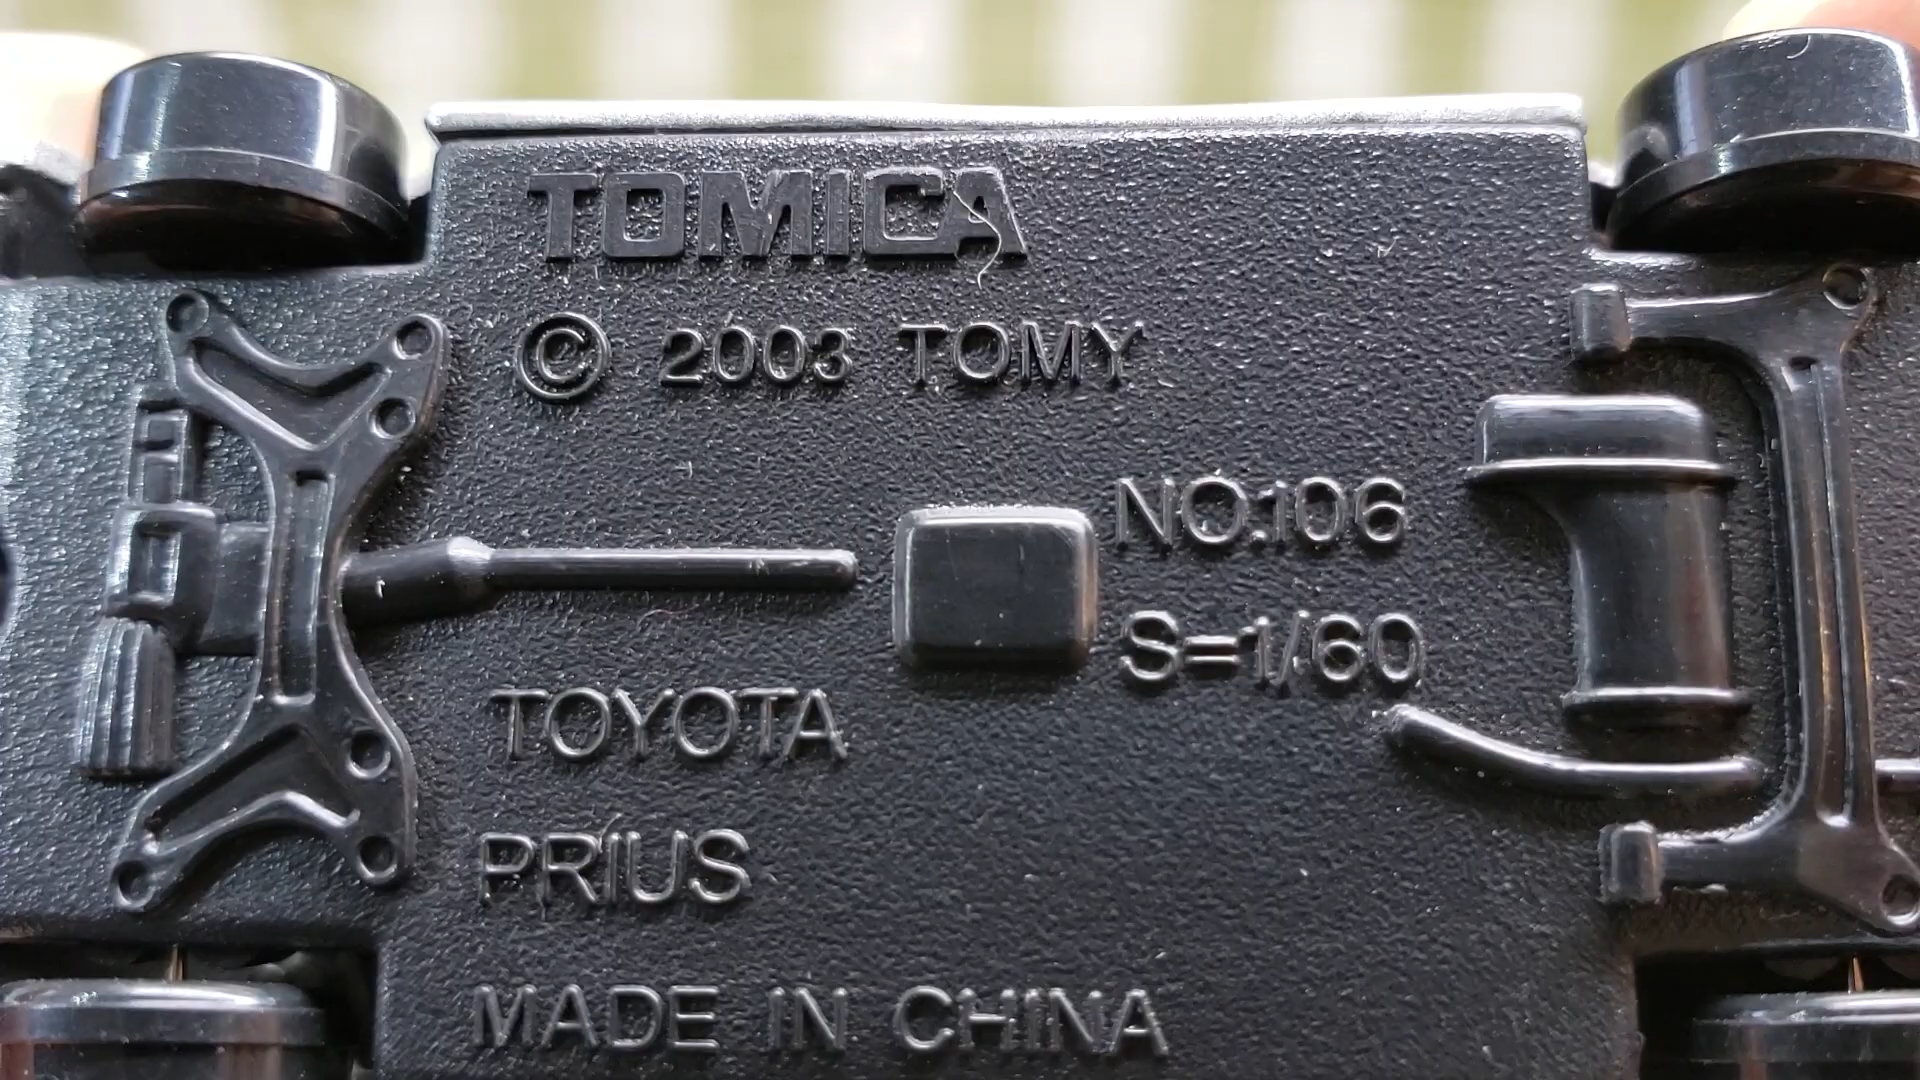 TOMICA
© 2003 TOMY
NO.106
S=1/60
TOYOTA
PRIUS
MADE IN CHINA